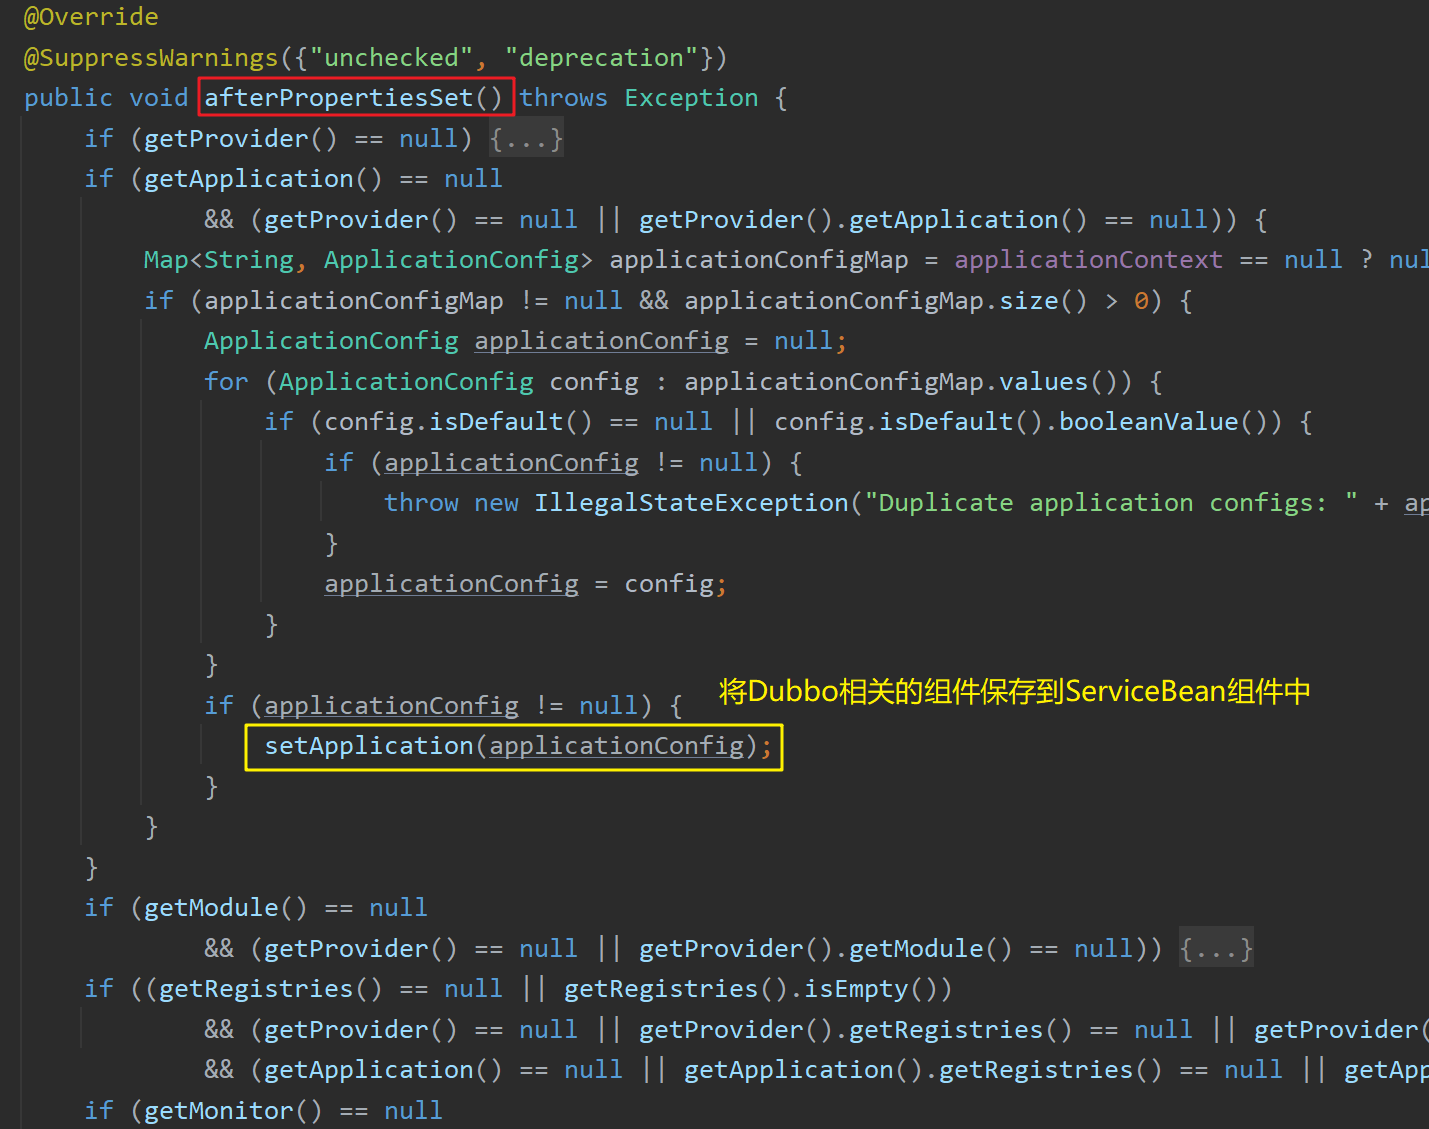 @Override
@SuppressWarnings({"unchecked", "deprecation"})
public void afterPropertiesSet() throws Exception {
if (getProvider() == null) {...}
if (getApplication() == null
&& (getProvider() == null || getProvider().getApplication() == null)) {
Map<String, ApplicationConfig> applicationConfigMap = applicationContext == null ? nul
if (applicationConfigMap != null && applicationConfigMap.size() > 0) {
ApplicationConfig applicationConfig = null;
for (ApplicationConfig config : applicationConfigMap.values()) {
if (config.isDefault() == null || config.isDefault().booleanValue()) {
if (applicationConfig != null) {
throw new IllegalStateException("Duplicate application configs: " + ap
}
applicationConfig = config;
}
}
if (applicationConfig != null) {
将Dubbo相关的组件保存到ServiceBean组件中
setApplication(applicationConfig);
}
}
}
if (getModule() == null
&& (getProvider() == null || getProvider().getModule() == null)) {...}
if ((getRegistries() == null || getRegistries().isEmpty())
&& (getProvider() == null || getProvider().getRegistries() == null || getProvider(
&& (getApplication() == null || getApplication().getRegistries() == null || getApp
if (getMonitor() == null